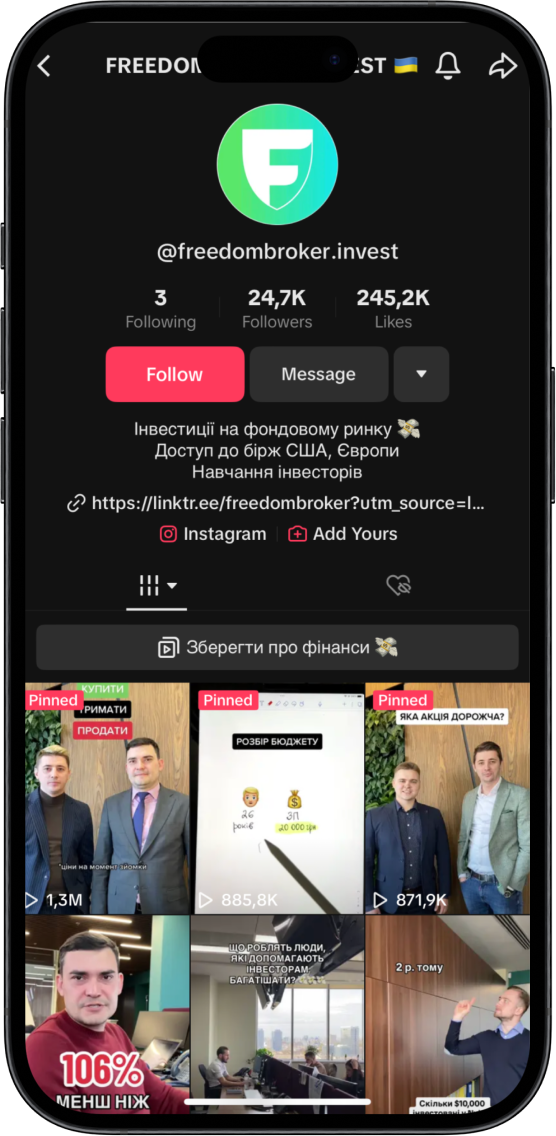 FREEDOM EST 🇺🇦
@freedombroker.invest
3 24,7K 245,2K
Following Followers Likes
Follow Message
Інвестиції на фондовому ринку 💸
Доступ до бірж США, Європи
Навчання інвесторів
https://linktr.ee/freedombroker?utm_source=l...
Instagram Add Yours
Зберегти про фінанси 💸
Pinned
КУПИТИ
ТРИМАТИ
ПРОДАТИ
*ціни на момент зйомки
1,3M
Pinned
РОЗБІР БЮДЖЕТУ
26
років
ЗП
20 000 грн
885,8K
Pinned
ЯКА АКЦІЯ ДОРОЖЧА?
871,9K
106%
МЕНШ НІЖ
ЩО РОБЛЯТЬ ЛЮДИ,
ЯКІ ДОПОМАГАЮТЬ
ІНВЕСТОРАМ
БАГАТІШАТИ?
2 р. тому
Скільки $10,000